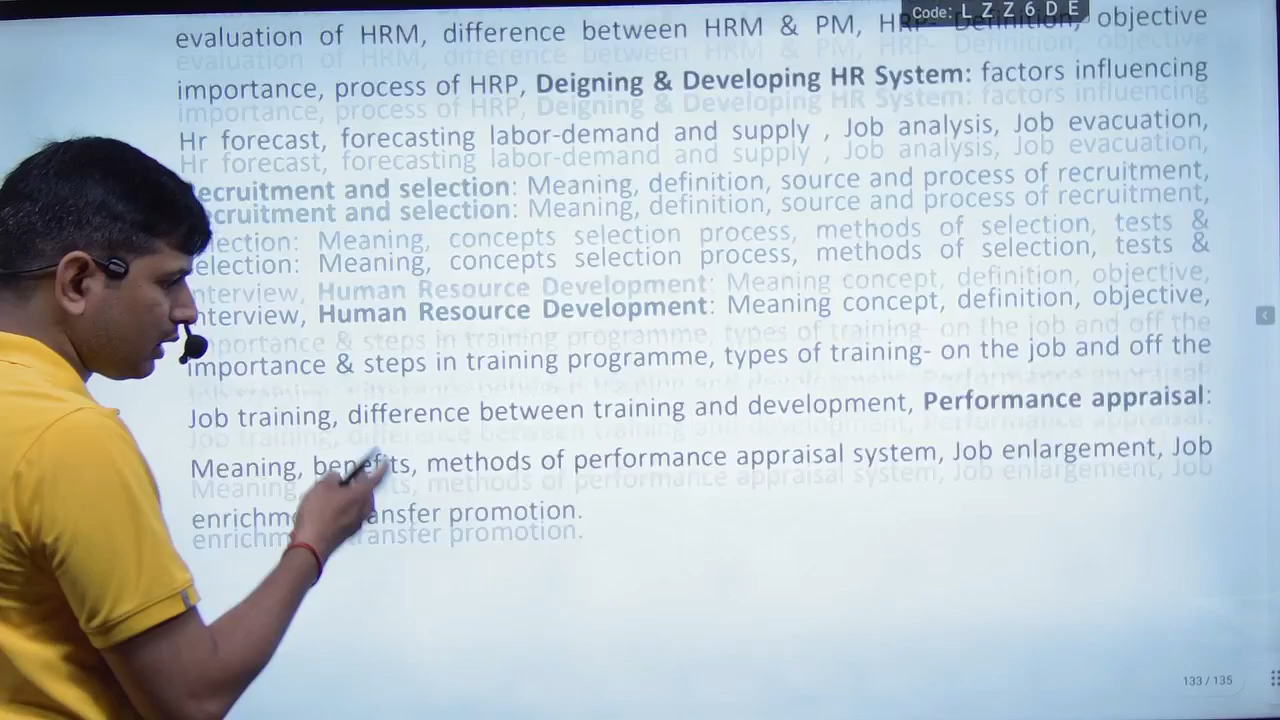 Code: L Z Z 6 D E
evaluation of HRM, difference between HRM & PM, HRP- Definition, objective
importance, process of HRP, Deigning & Developing HR System: factors influencing
Hr forecast, forecasting labor-demand and supply , Job analysis, Job evacuation,
ecruitment and selection: Meaning, definition, source and process of recruitment,
election: Meaning, concepts selection process, methods of selection, tests &
nterview, Human Resource Development: Meaning concept, definition, objective,
importance & steps in training programme, types of training- on the job and off the
Job training, difference between training and development, Performance appraisal:
Meaning, benefits, methods of performance appraisal system, Job enlargement, Job
enrichm ansfer promotion.
133 / 135